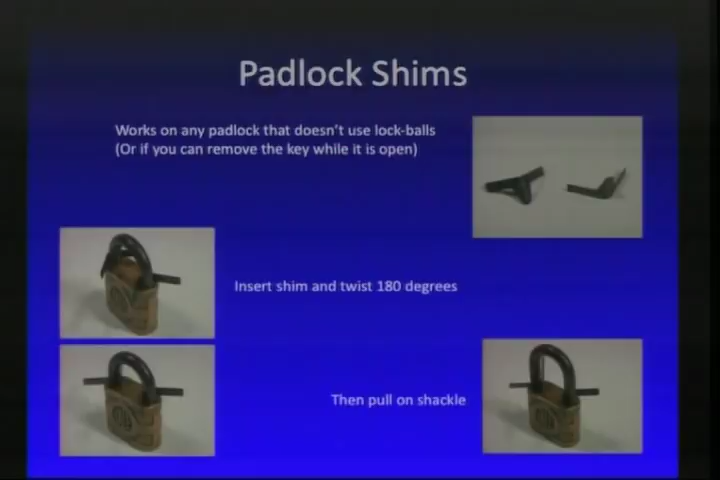 Padlock Shims
Works on any padlock that doesn't use lock-balls
(Or if you can remove the key while it is open)
Insert shim and twist 180 degrees
Then pull on shackle